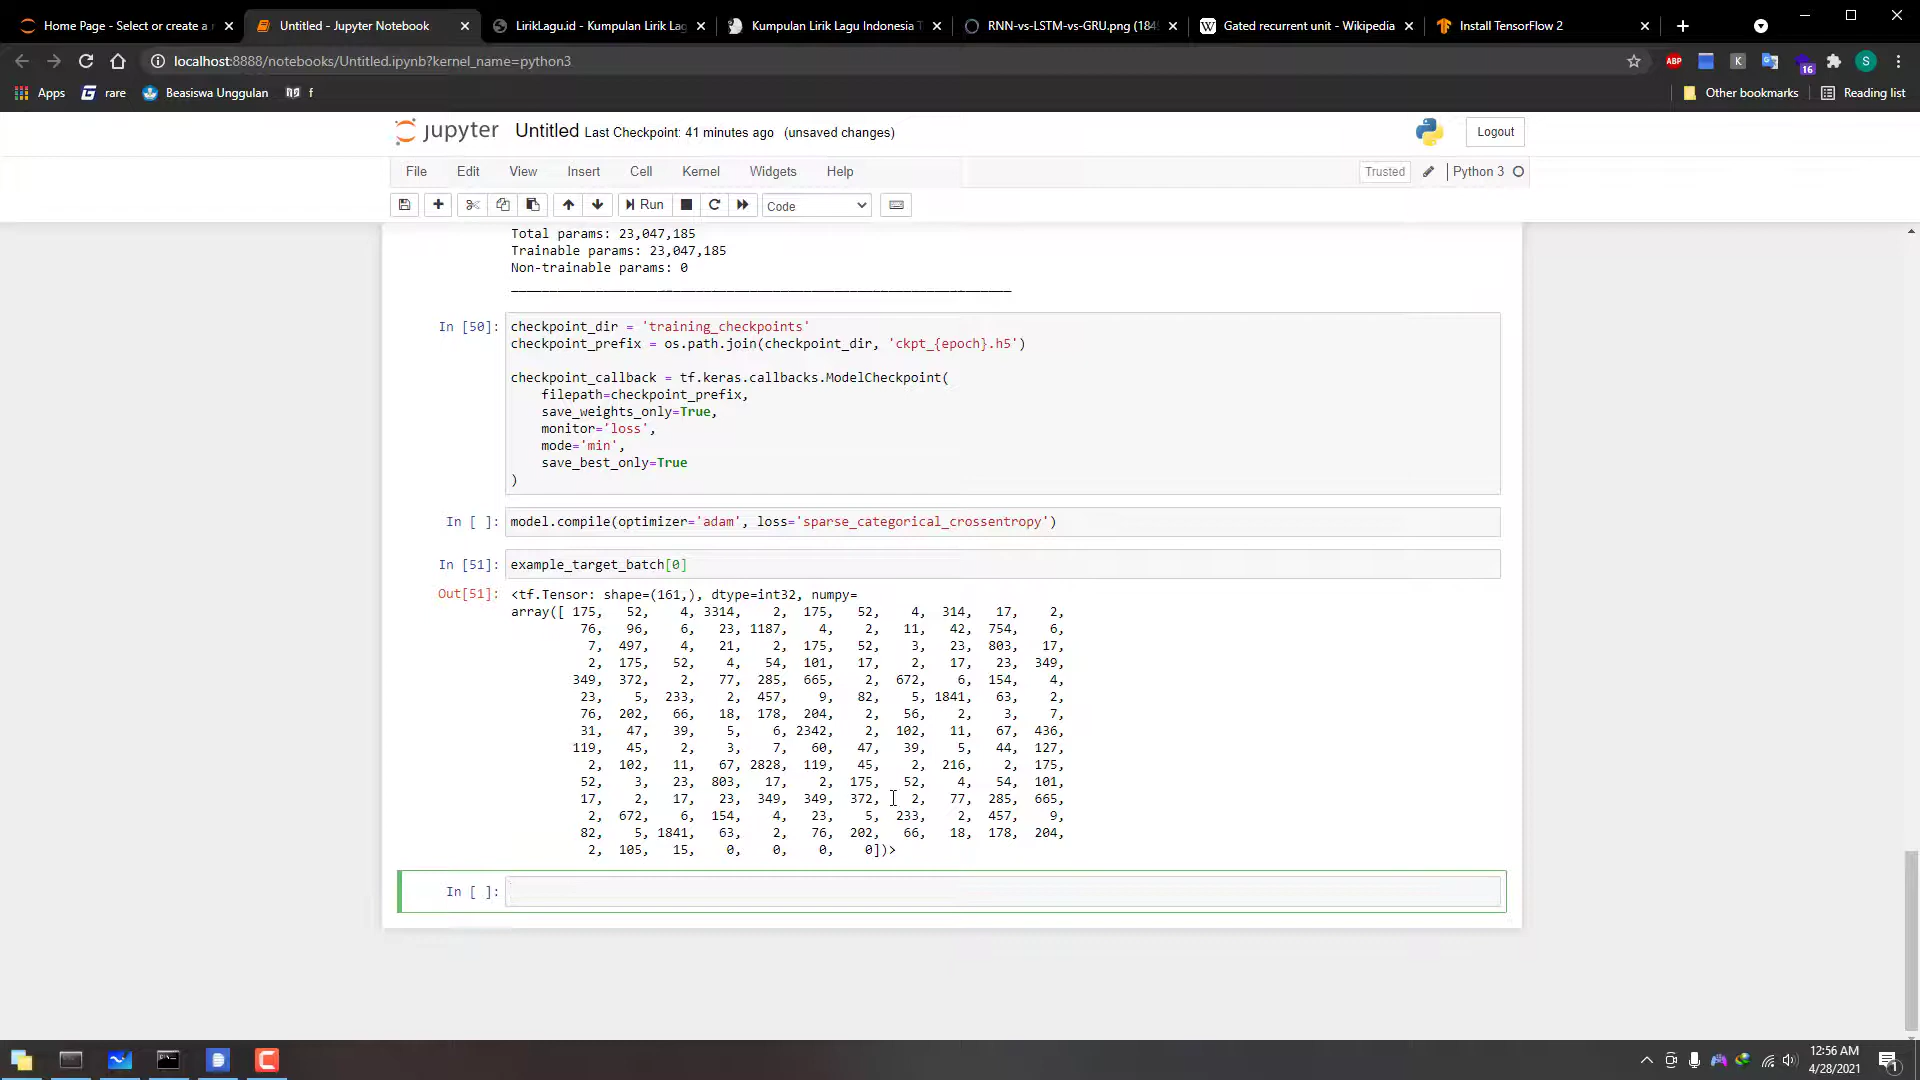 Home Page - Select or create a n
Untitled - Jupyter Notebook
LirikLagu.id - Kumpulan Lirik Lag
Kumpulan Lirik Lagu Indonesia T
RNN-vs-LSTM-vs-GRU.png (184
Gated recurrent unit - Wikipedia
Install TensorFlow 2
localhost:8888/notebooks/Untitled.ipynb?kernel_name=python3
ABP
K
16
S
Apps
rare
Beasiswa Unggulan
f
Other bookmarks
Reading list
jupyter
Untitled Last Checkpoint: 41 minutes ago (unsaved changes)
Logout
File Edit View Insert Cell Kernel Widgets Help
Trusted
Python 3
Run
Code
Total params: 23,047,185
Trainable params: 23,047,185
Non-trainable params: 0
In [50]:
checkpoint_dir = 'training_checkpoints'
checkpoint_prefix = os.path.join(checkpoint_dir, 'ckpt_{epoch}.h5')
checkpoint_callback = tf.keras.callbacks.ModelCheckpoint(
filepath=checkpoint_prefix,
save_weights_only=True,
monitor='loss',
mode='min',
save_best_only=True
)
In [ ]: model.compile(optimizer='adam', loss='sparse_categorical_crossentropy')
In [51]: example_target_batch[0]
Out[51]: <tf.Tensor: shape=(161,), dtype=int32, numpy=
array([ 175, 52, 4, 3314, 2, 175, 52, 4, 314, 17, 2,
76, 96, 6, 23, 1187, 4, 2, 11, 42, 754, 6,
7, 497, 4, 21, 2, 175, 52, 3, 23, 803, 17,
2, 175, 52, 4, 54, 101, 17, 2, 17, 23, 349,
349, 372, 2, 77, 285, 665, 2, 672, 6, 154, 4,
23, 5, 233, 2, 457, 9, 82, 5, 1841, 63, 2,
76, 202, 66, 18, 178, 204, 2, 56, 2, 3, 7,
31, 47, 39, 5, 6, 2342, 2, 102, 11, 67, 436,
119, 45, 2, 3, 7, 60, 47, 39, 5, 44, 127,
2, 102, 11, 67, 2828, 119, 45, 2, 216, 2, 175,
52, 3, 23, 803, 17, 2, 175, 52, 4, 54, 101,
17, 2, 17, 23, 349, 349, 372, 2, 77, 285, 665,
2, 672, 6, 154, 4, 23, 5, 233, 2, 457, 9,
82, 5, 1841, 63, 2, 76, 202, 66, 18, 178, 204,
2, 105, 15, 0, 0, 0, 0])>
In [ ]:
12:56 AM
4/28/2021
1